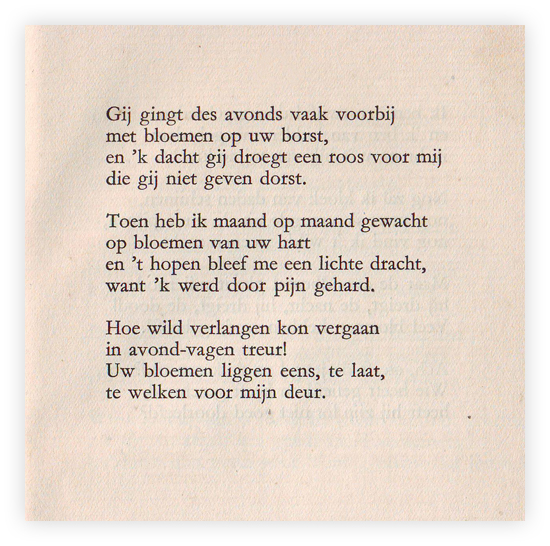 Gij gingt des avonds vaak voorbij
met bloemen op uw borst,
en ’k dacht gij droegt een roos voor mij
die gij niet geven dorst.
Toen heb ik maand op maand gewacht
op bloemen van uw hart
en ’t hopen bleef me een lichte dracht,
want ’k werd door pijn gehard.
Hoe wild verlangen kon vergaan
in avond-vagen treur!
Uw bloemen liggen eens, te laat,
te welken voor mijn deur.